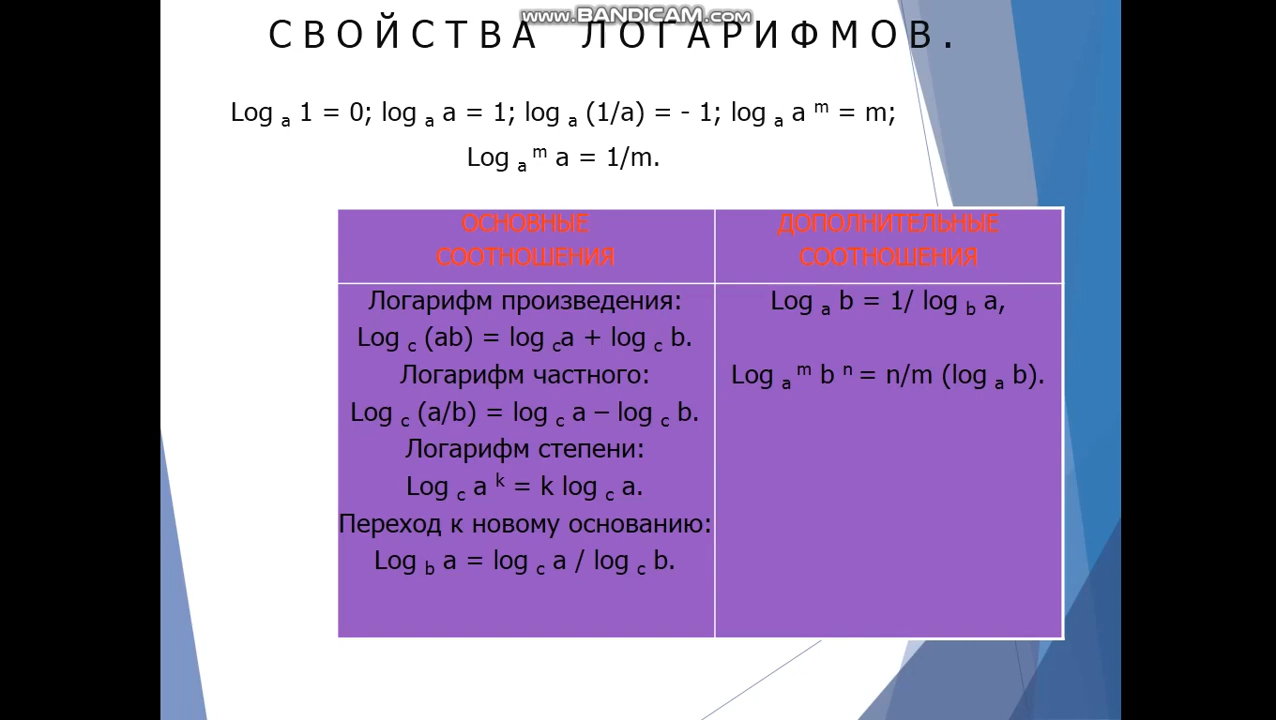 www.BANDICAM.com
СВОЙСТВА ЛОГАРИФМОВ.
Log a 1 = 0; log a a = 1; log a (1/a) = - 1; log a a m = m;
Log a m a = 1/m.
ОСНОВНЫЕ
СООТНОШЕНИЯ
Логарифм произведения:
Log c (ab) = log c a + log c b.
Логарифм частного:
Log c (a/b) = log c a – log c b.
Логарифм степени:
Log c a k = k log c a.
Переход к новому основанию:
Log b a = log c a / log c b.
ДОПОЛНИТЕЛЬНЫЕ
СООТНОШЕНИЯ
Log a b = 1/ log b a,
Log a m b n = n/m (log a b).